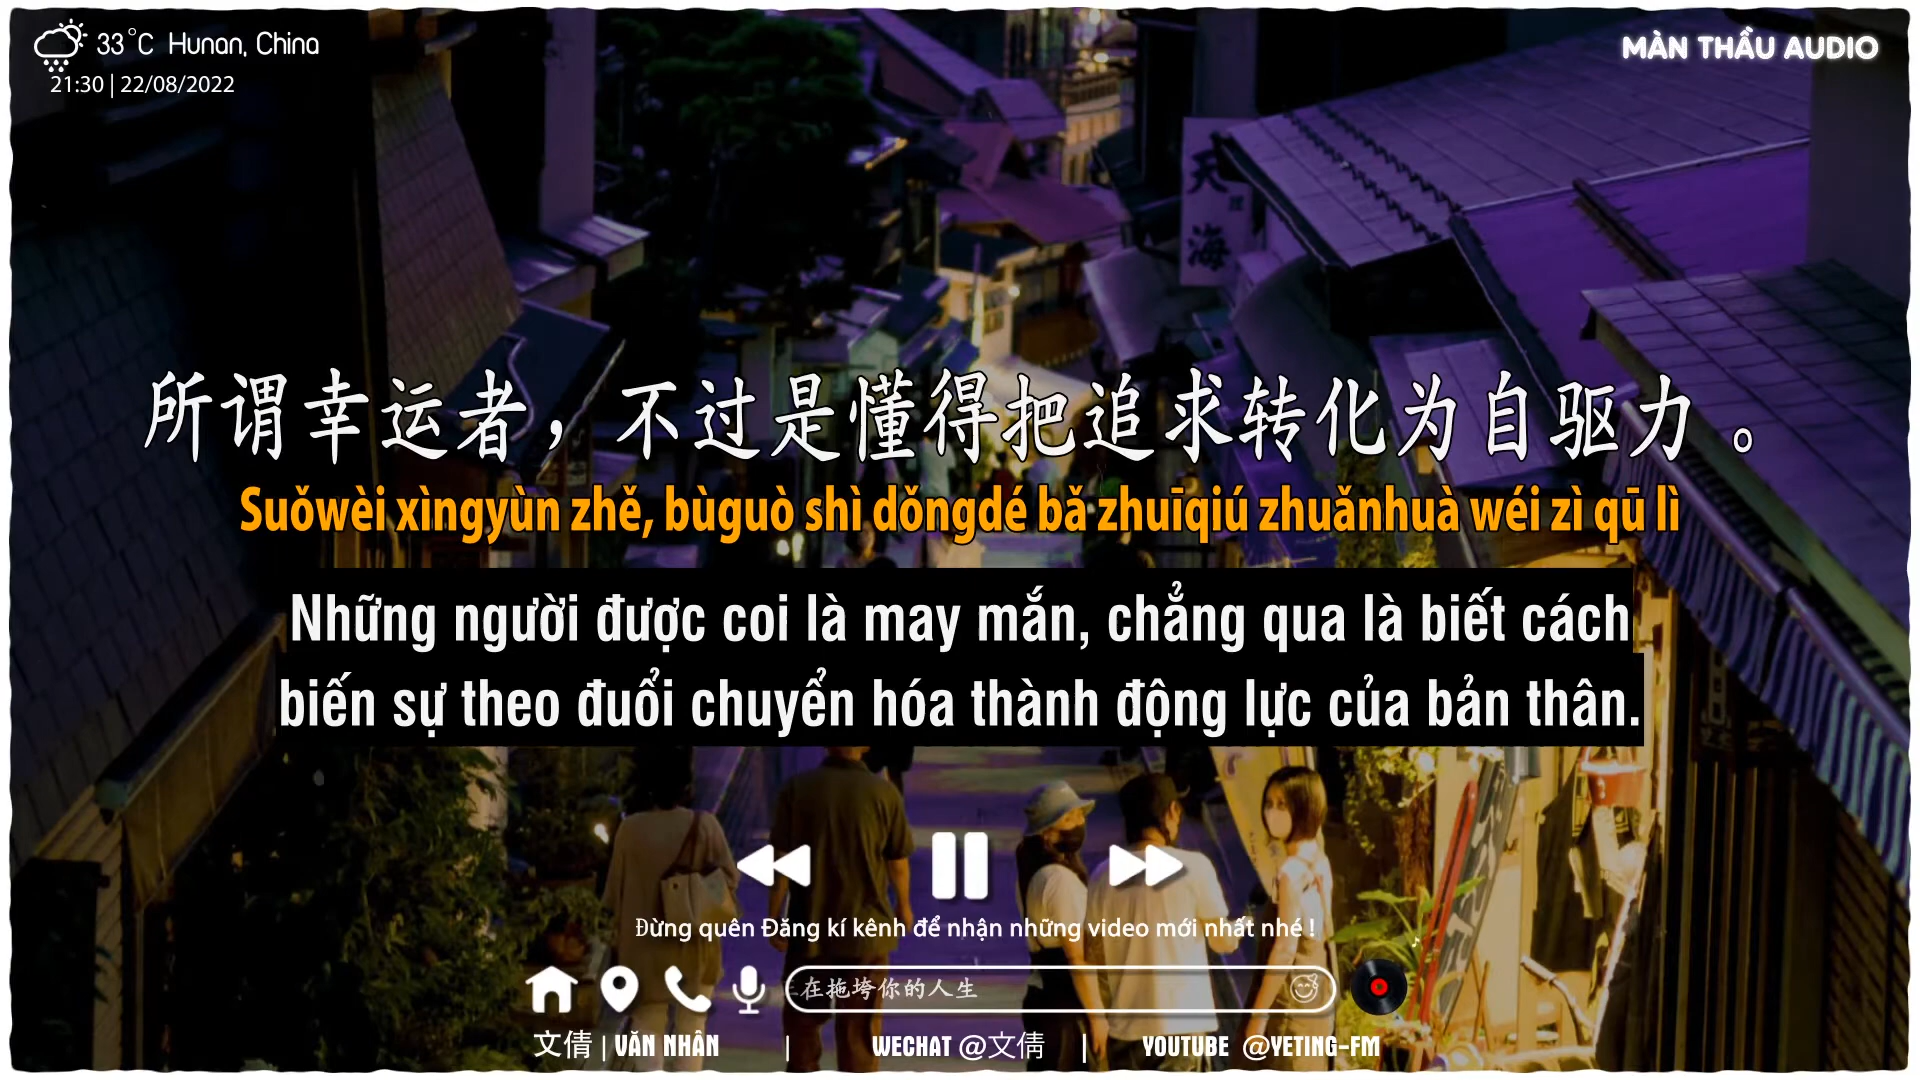 33°C Hunan, China
21:30 | 22/08/2022
MÀN THẦU AUDIO
天
海
所谓幸运者，不过是懂得把追求转化为自驱力。
Suǒwèi xìngyùn zhě, bùguò shì dǒngdé bǎ zhuīqiú zhuǎnhuà wéi zì qū lì
Những người được coi là may mắn, chẳng qua là biết cách
biến sự theo đuổi chuyển hóa thành động lực của bản thân.
Đừng quên Đăng kí kênh để nhận những video mới nhất nhé !
在拖垮你的人生
文倩 | VĂN NHÂN | WECHAT @文倩 | YOUTUBE @YETING-FM